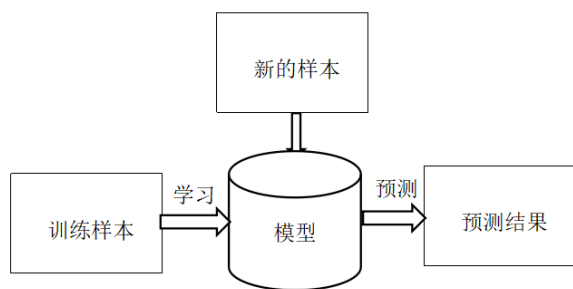 新的样本
学习
预测
训练样本
模型
预测结果